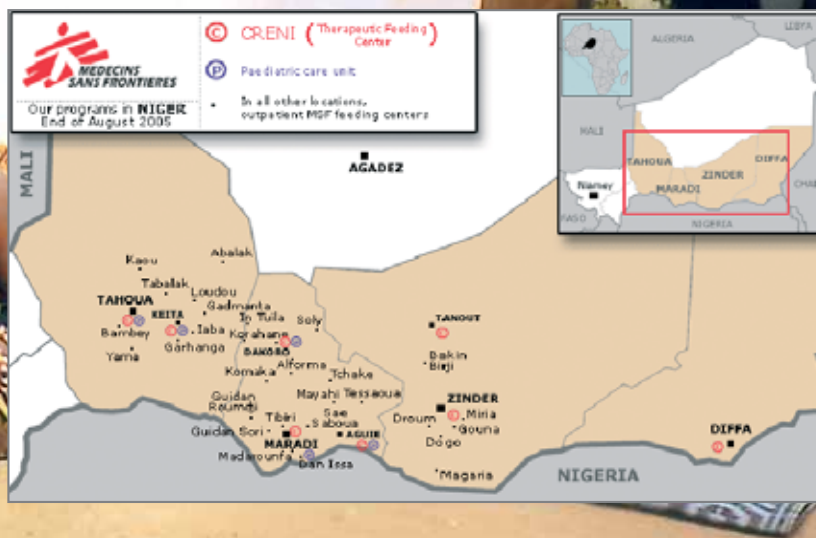 MEDECINS
SANS FRONTIERES
Our programs in NIGER
End of August 2005
© CRENI (Therapeutic Feeding
Center)
Ⓟ Paediatric care unit
In all other locations,
outpatient MSF feeding centers
ALGERIA
LIBYA
MALI
TAHOUA
DIFFA
ZINDER
MARADI
CHA
Niamey
FASO
NIGERIA
MALI
AGADEZ
Kaou
Abalak
Tabalak
Loudou
TAHOUA
Gadmanta
KEITA
In Tuila
Soly
TANOUT
© Ⓟ
© Ⓟ
Bambey
Iaba
Korahane
© Ⓟ
©
Yama
Garhanga
DAKORO
Bakin
Birji
Kornaka
Alforma
Tchake
Guidan
Roumdji
Mayahi
Tessaoua
ZINDER
Sae
Saboua
Droum
©
Miria
Tibiri
©
Gouna
Guidan Sori
AGUIE
DIFFA
MARADI
© Ⓟ
Dogo
©
Madarounfa
Ⓟ
Dan Issa
Magaria
NIGERIA